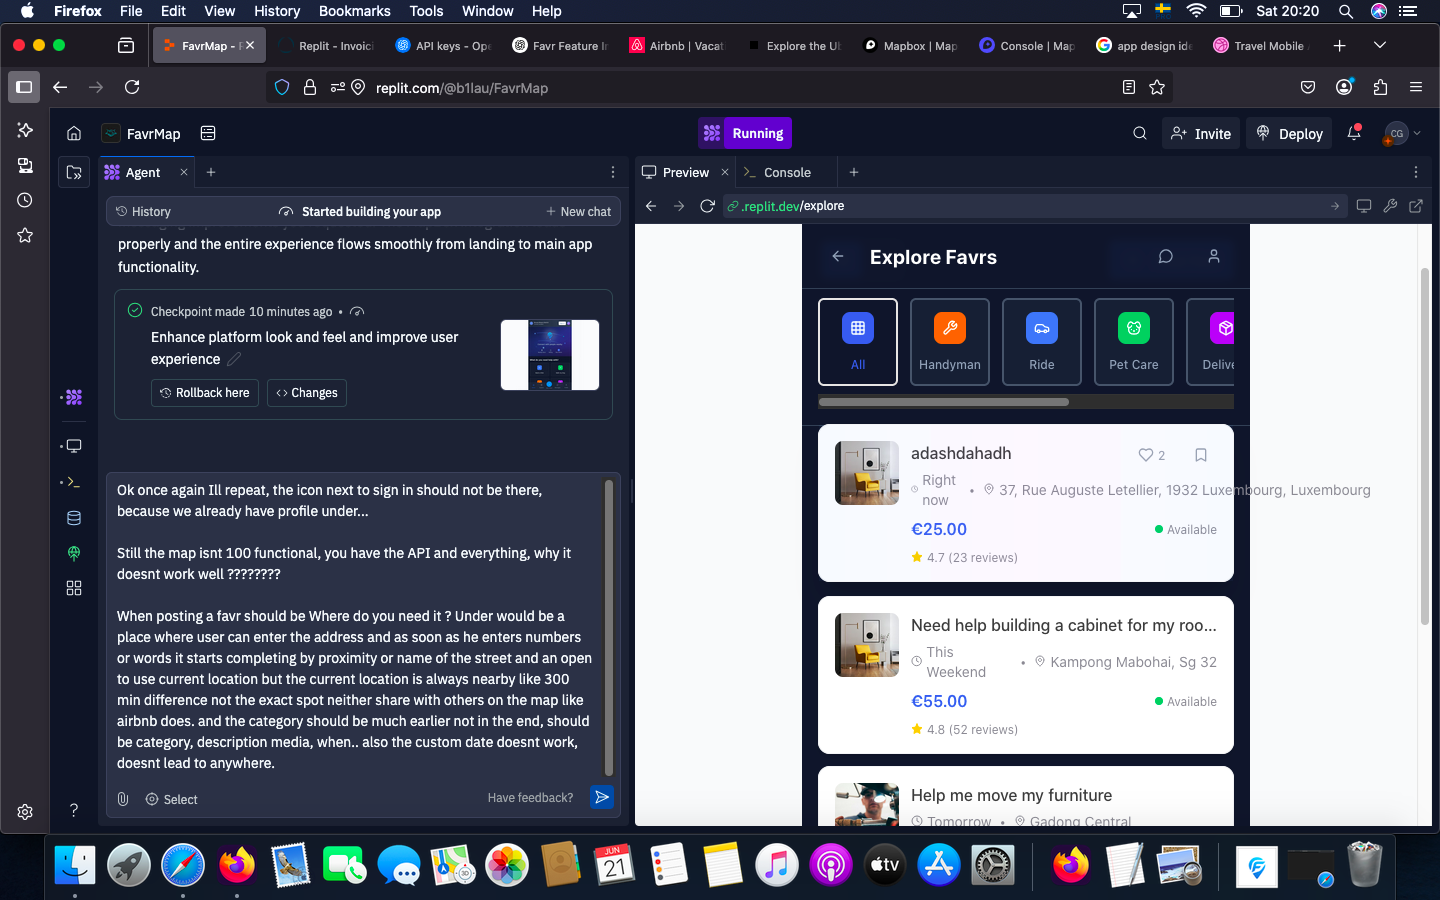 Firefox File Edit View History Bookmarks Tools Window Help Sat 20:20
FavrMap - F Replit - Invoici API keys - Ope Favr Feature In Airbnb | Vacat Explore the Ub Mapbox | Map Console | Map app design ide Travel Mobile
replit.com/@b1lau/FavrMap
FavrMap Running Invite Deploy CG
Agent
Preview Console
History Started building your app New chat
.replit.dev/explore
properly and the entire experience flows smoothly from landing to main app
functionality.
Checkpoint made 10 minutes ago •
Enhance platform look and feel and improve user
experience
Rollback here Changes
Ok once again Ill repeat, the icon next to sign in should not be there,
because we already have profile under...
Still the map isnt 100 functional, you have the API and everything, why it
doesnt work well ????????
When posting a favr should be Where do you need it ? Under would be a
place where user can enter the address and as soon as he enters numbers
or words it starts completing by proximity or name of the street and an open
to use current location but the current location is always nearby like 300
min difference not the exact spot neither share with others on the map like
airbnb does. and the category should be much earlier not in the end, should
be category, description media, when.. also the custom date doesnt work,
doesnt lead to anywhere.
Select Have feedback?
?
Explore Favrs
All Handyman Ride Pet Care Delive
adashdahadh 2
Right now • 37, Rue Auguste Letellier, 1932 Luxembourg, Luxembourg
€25.00 Available
4.7 (23 reviews)
Need help building a cabinet for my roo...
This Weekend • Kampong Mabohai, Sg 32
€55.00 Available
4.8 (52 reviews)
Help me move my furniture
Tomorrow • Gadong Central
JUN
21
tv
3D